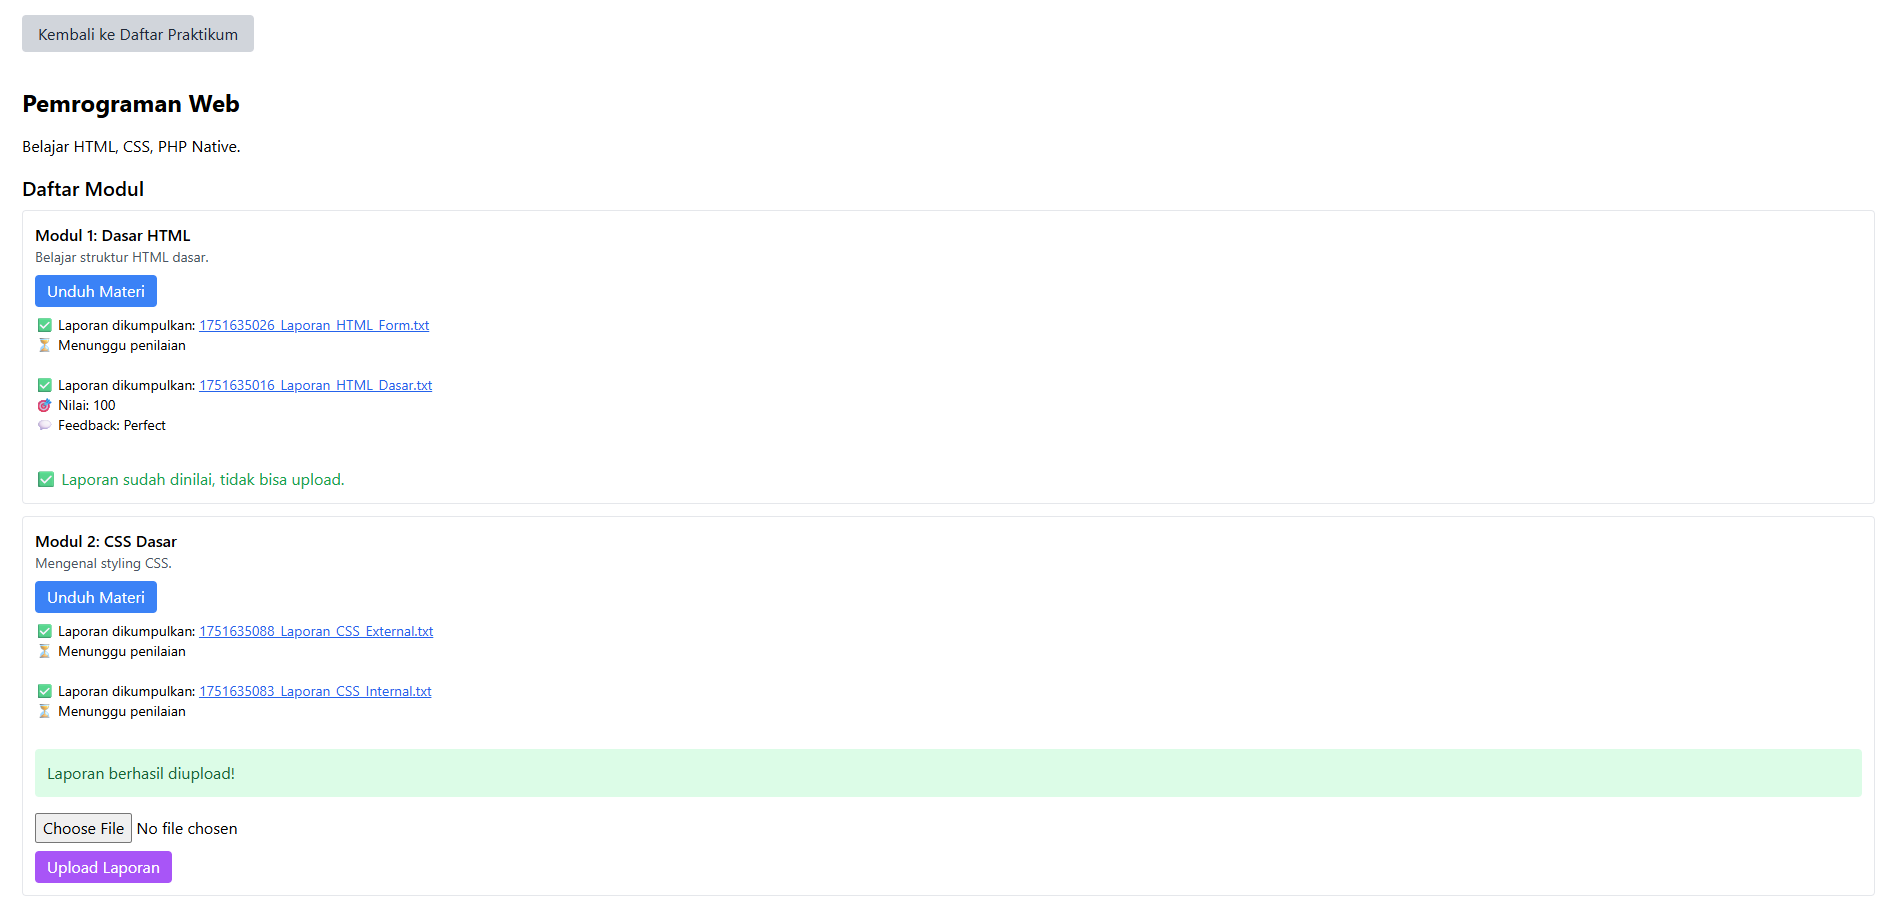 Kembali ke Daftar Praktikum
Pemrograman Web
Belajar HTML, CSS, PHP Native.
Daftar Modul
Modul 1: Dasar HTML
Belajar struktur HTML dasar.
Unduh Materi
✅ Laporan dikumpulkan: 1751635026_Laporan_HTML_Form.txt
⏳ Menunggu penilaian
✅ Laporan dikumpulkan: 1751635016_Laporan_HTML_Dasar.txt
🎯 Nilai: 100
💬 Feedback: Perfect
✅ Laporan sudah dinilai, tidak bisa upload.
Modul 2: CSS Dasar
Mengenal styling CSS.
Unduh Materi
✅ Laporan dikumpulkan: 1751635088_Laporan_CSS_External.txt
⏳ Menunggu penilaian
✅ Laporan dikumpulkan: 1751635083_Laporan_CSS_Internal.txt
⏳ Menunggu penilaian
Laporan berhasil diupload!
Choose File No file chosen
Upload Laporan